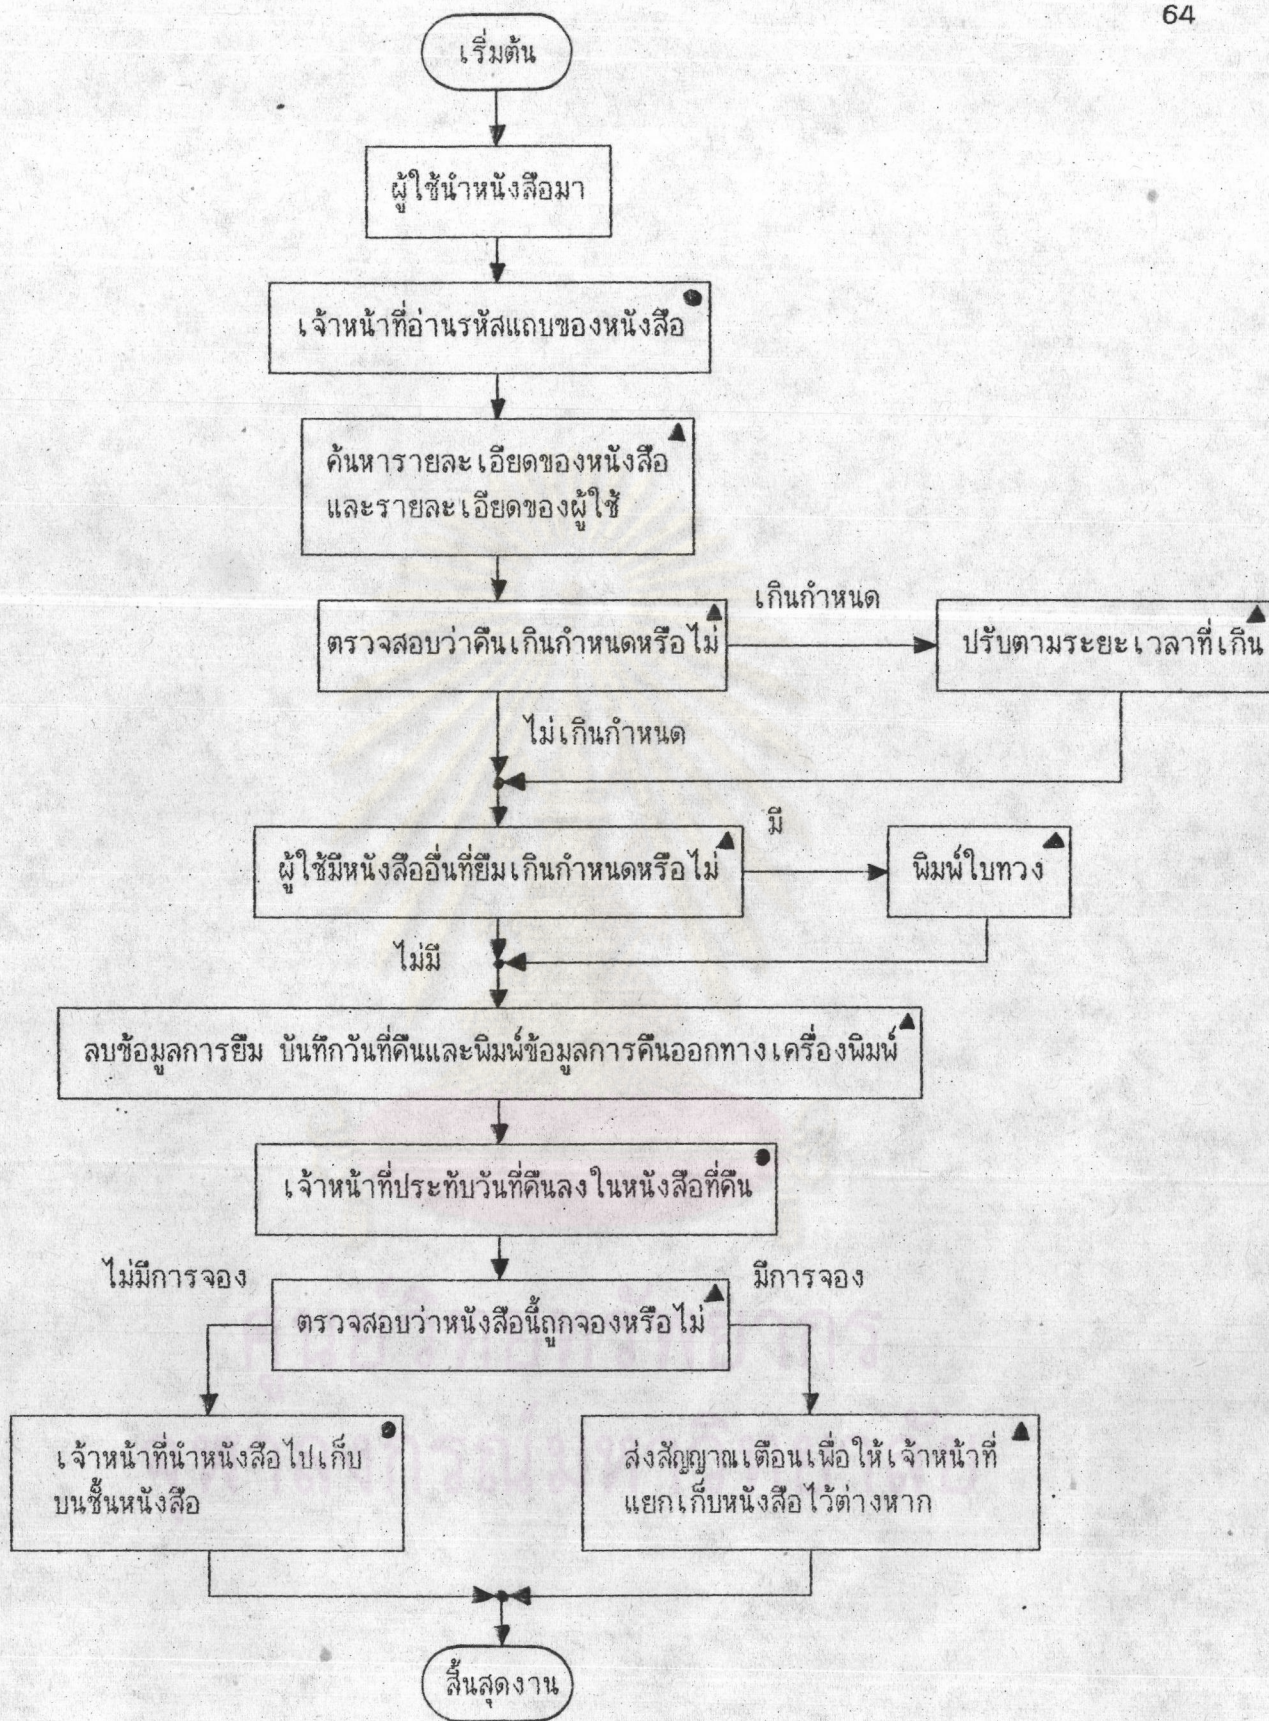 64
เริ่มต้น
ผู้ใช้นำหนังสือมา
เจ้าหน้าที่อ่านรหัสแถบของหนังสือ
ค้นหารายละเอียดของหนังสือ
และรายละเอียดของผู้ใช้
ตรวจสอบว่าคืนเกินกำหนดหรือไม่
เกินกำหนด
ปรับตามระยะเวลาที่เกิน
ไม่เกินกำหนด
ผู้ใช้มีหนังสืออื่นที่ยืมเกินกำหนดหรือไม่
มี
พิมพ์ใบทวง
ไม่มี
ลบข้อมูลการยืม บันทึกวันที่คืนและพิมพ์ข้อมูลการคืนออกทางเครื่องพิมพ์
เจ้าหน้าที่ประทับวันที่คืนลงในหนังสือที่คืน
ไม่มีการจอง
มีการจอง
ตรวจสอบว่าหนังสือนี้ถูกจองหรือไม่
เจ้าหน้าที่นำหนังสือไปเก็บ
บนชั้นหนังสือ
ส่งสัญญาณเตือนเพื่อให้เจ้าหน้าที่
แยกเก็บหนังสือไว้ต่างหาก
สิ้นสุดงาน